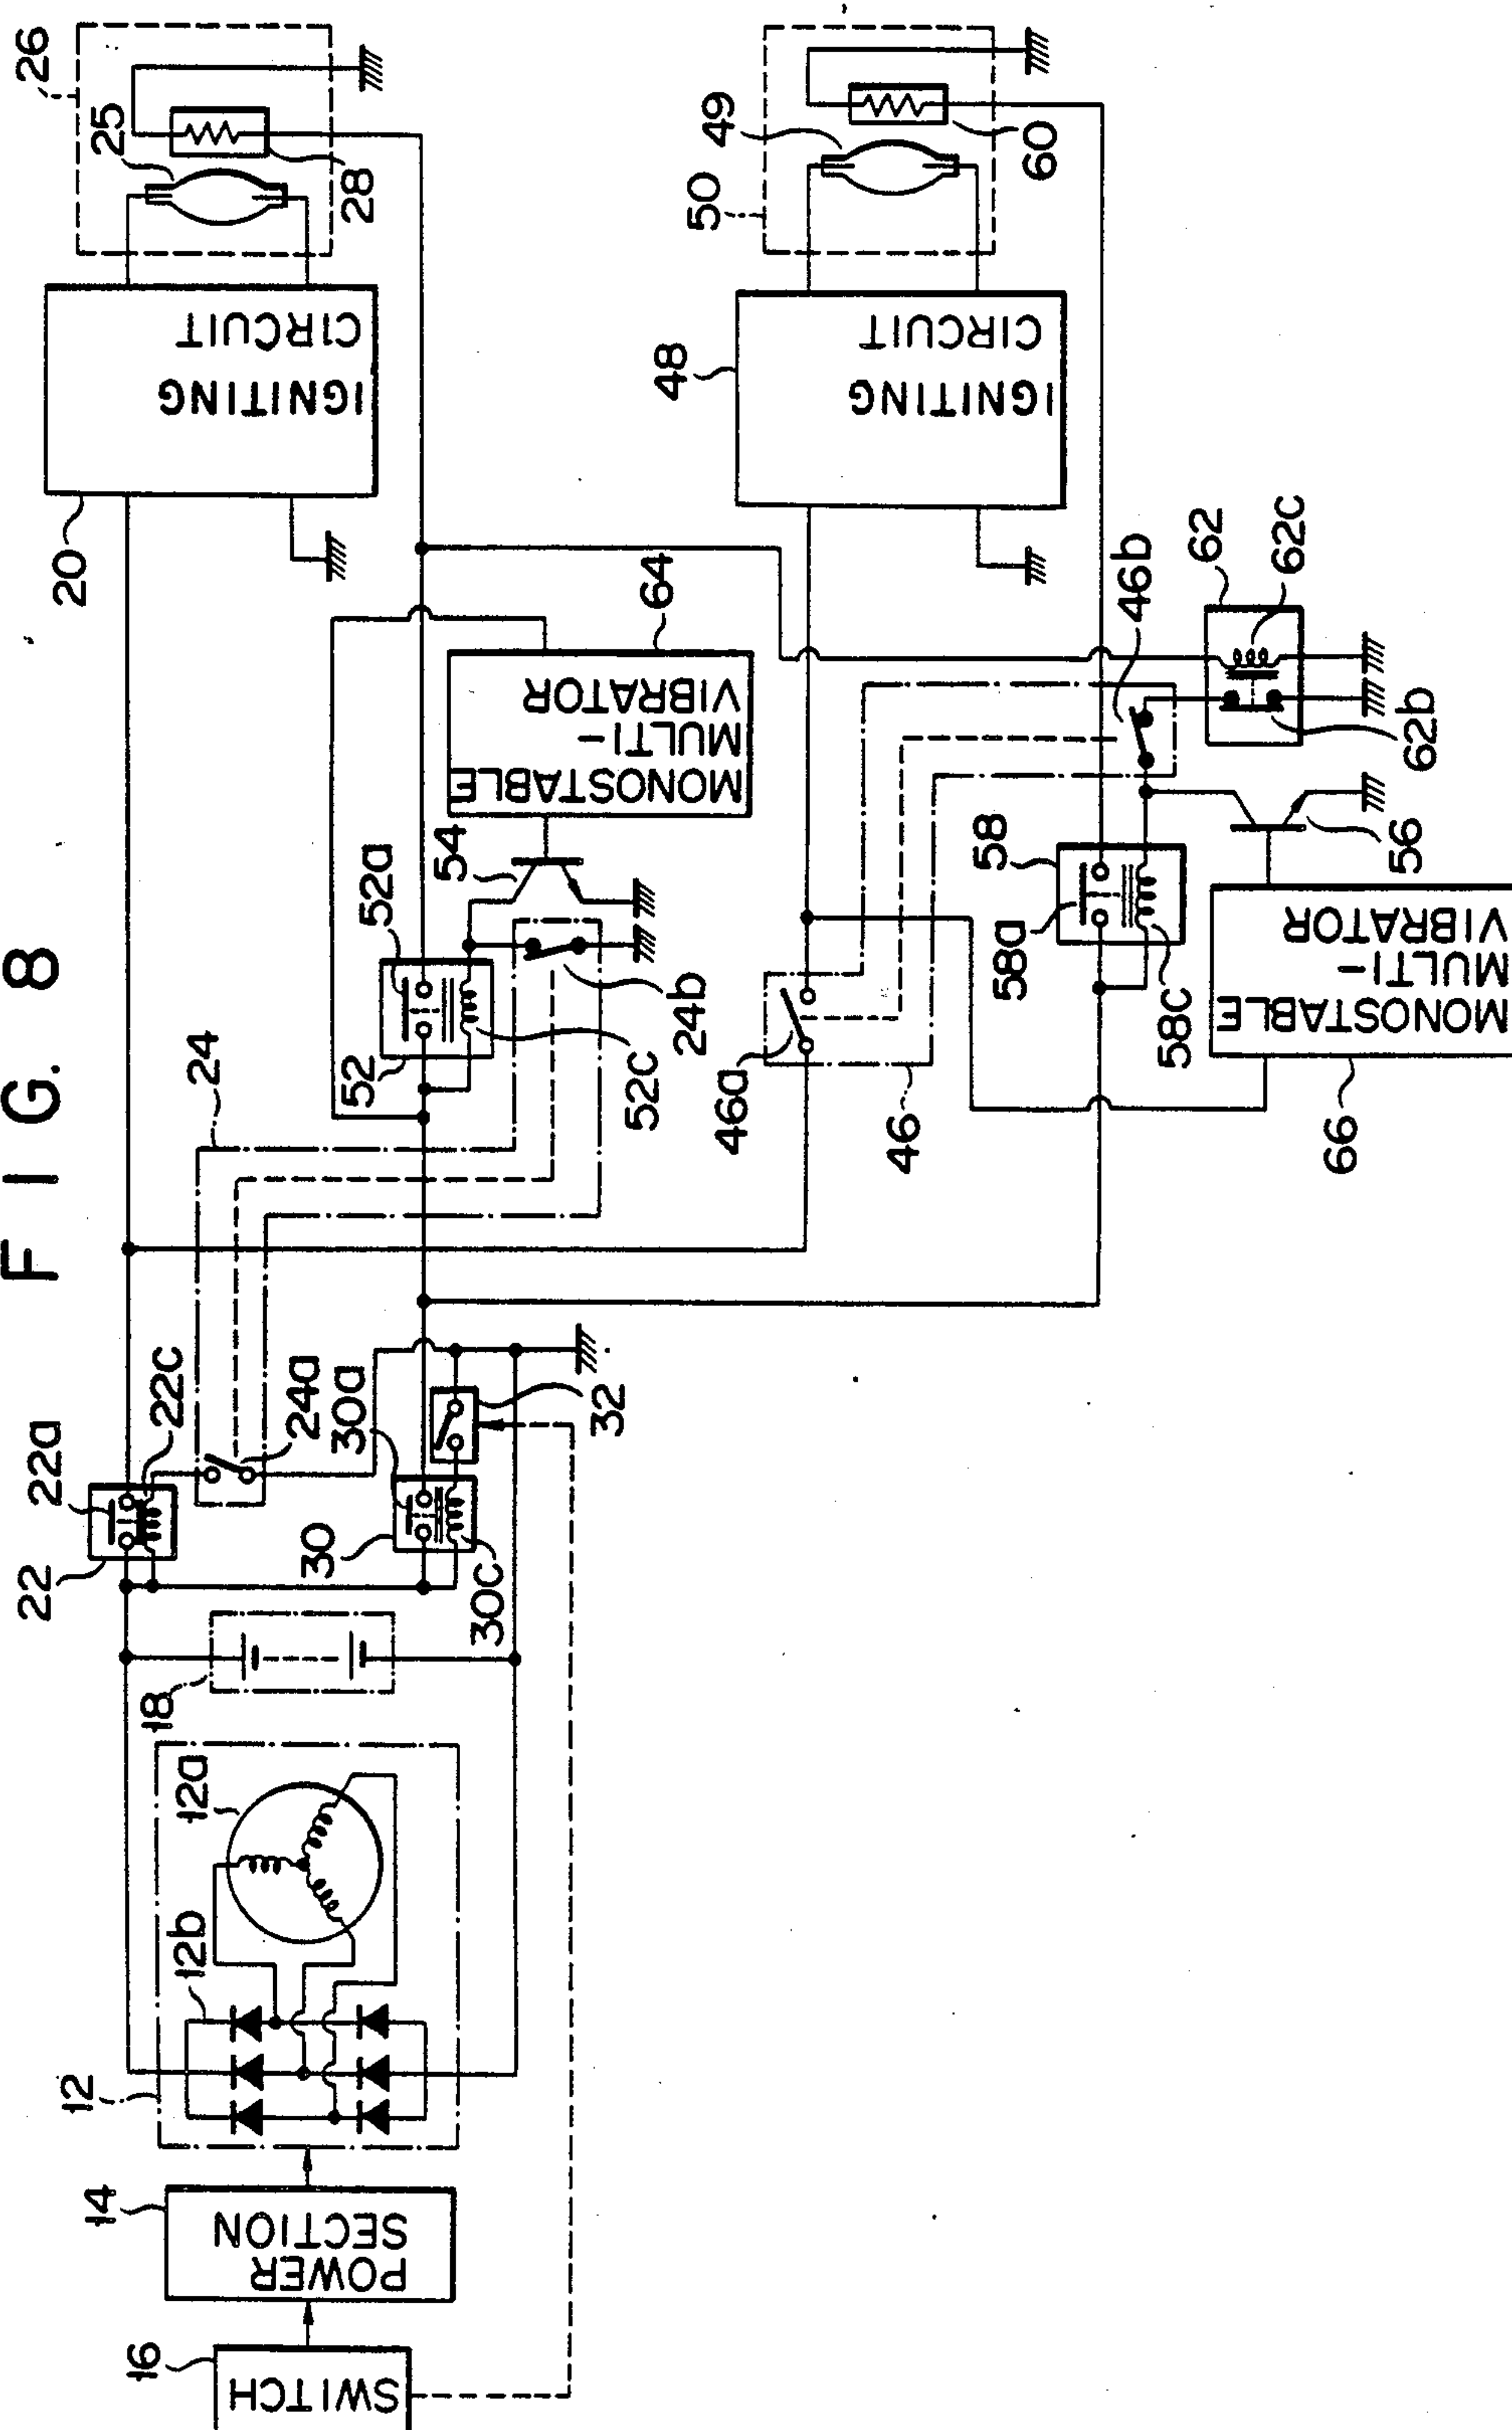 FIG. 8
26
25
28
20
IGNITING
CIRCUIT
50
49
60
48
IGNITING
CIRCUIT
64
MONOSTABLE
MULTI-
VIBRATOR
54
52a
52
52c
24b
24
46a
46
46b
62
62c
62b
58
58a
58c
56
66
MONOSTABLE
MULTI-
VIBRATOR
22a
22c
22
24a
30a
30
30c
32
18
12a
12b
12
14
POWER
SECTION
16
SWITCH